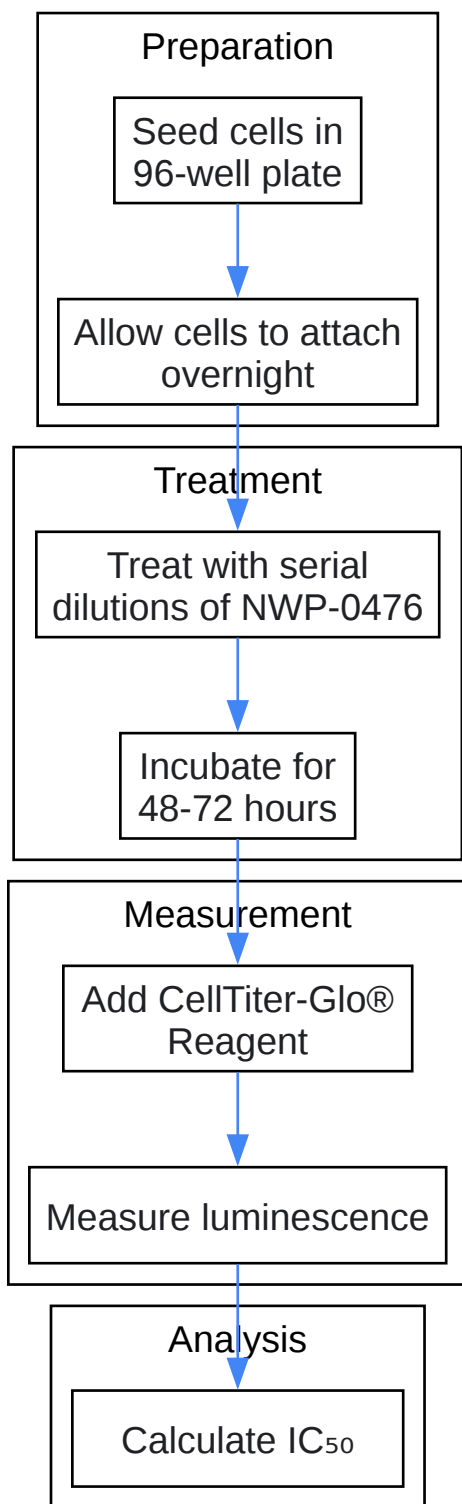 Preparation
Seed cells in
96-well plate
Allow cells to attach
overnight
Treatment
Treat with serial
dilutions of NWP-0476
Incubate for
48-72 hours
Measurement
Add CellTiter-Glo®
Reagent
Measure luminescence
Analysis
Calculate IC₅₀